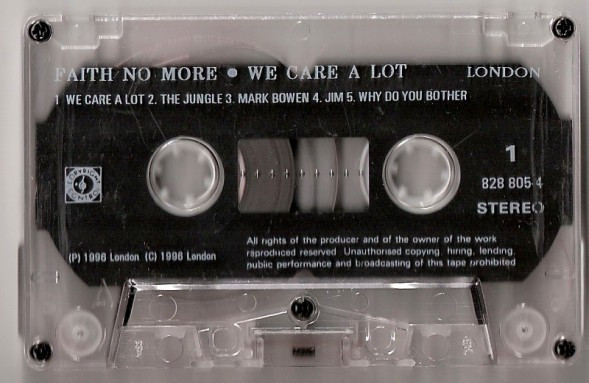 FAITH NO MORE ● WE CARE A LOT LONDON
1 WE CARE A LOT 2. THE JUNGLE 3. MARK BOWEN 4. JIM 5. WHY DO YOU BOTHER
1
COPYRIGHT CONTROL
828 805-4
STEREO
(P) 1996 London (C) 1996 London
All rights of the producer and of the owner of the work
reproduced reserved Unauthorised copying hiring, lending,
public performance and broadcasting of this tape prohibited